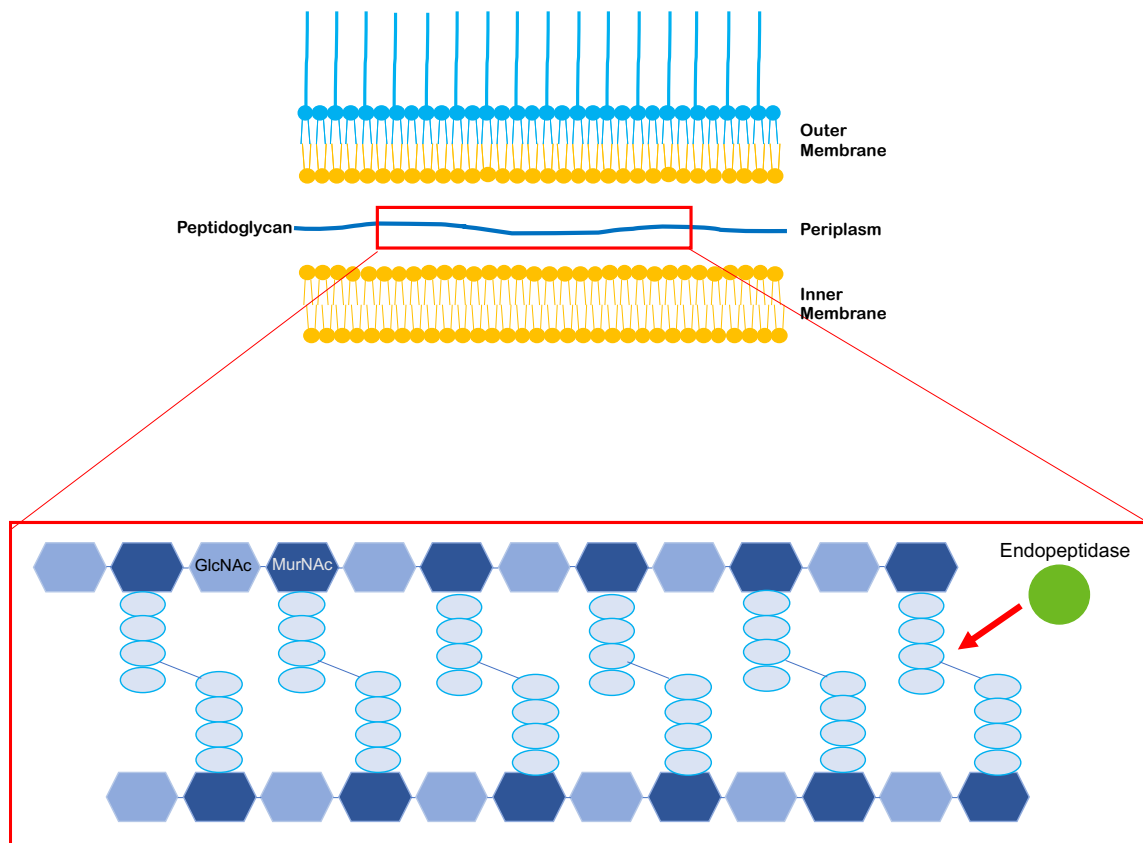 Outer
Membrane
Peptidoglycan
Periplasm
Inner
Membrane
GlcNAc
MurNAc
Endopeptidase